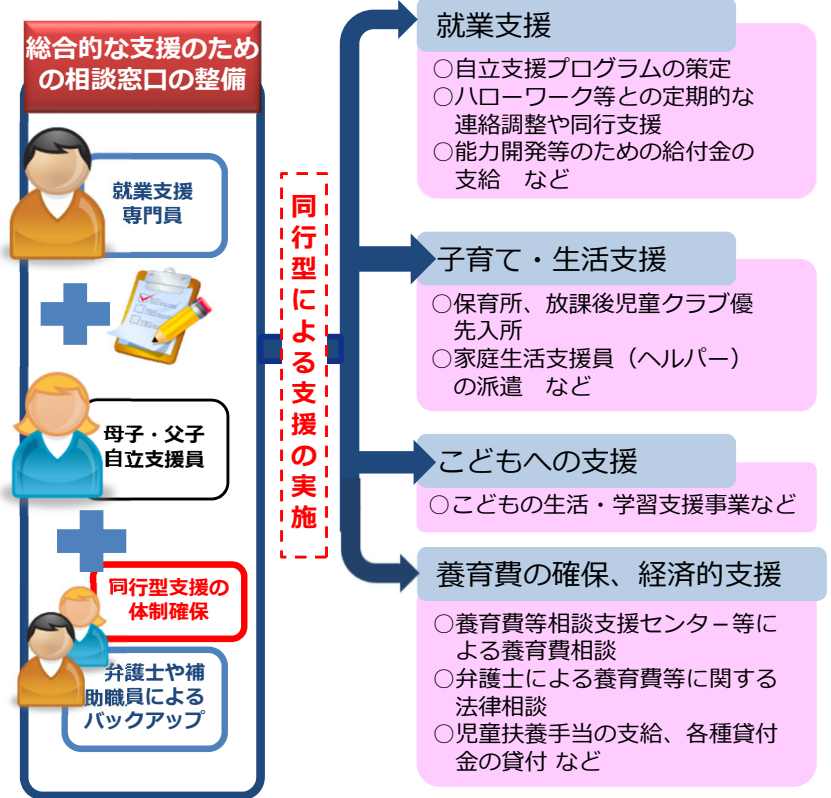 総合的な支援のため
の相談窓口の整備
就業支援
専門員
母子・父子
自立支援員
同行型支援の
体制確保
弁護士や補
助職員による
バックアップ
同行型による支援の実施
就業支援
○自立支援プログラムの策定
○ハローワーク等との定期的な
連絡調整や同行支援
○能力開発等のための給付金の
支給　など
子育て・生活支援
○保育所、放課後児童クラブ優
先入所
○家庭生活支援員（ヘルパー）
の派遣　など
こどもへの支援
○こどもの生活・学習支援事業など
養育費の確保、経済的支援
○養育費等相談支援センタ－等に
よる養育費相談
○弁護士による養育費等に関する
法律相談
○児童扶養手当の支給、各種貸付
金の貸付 など